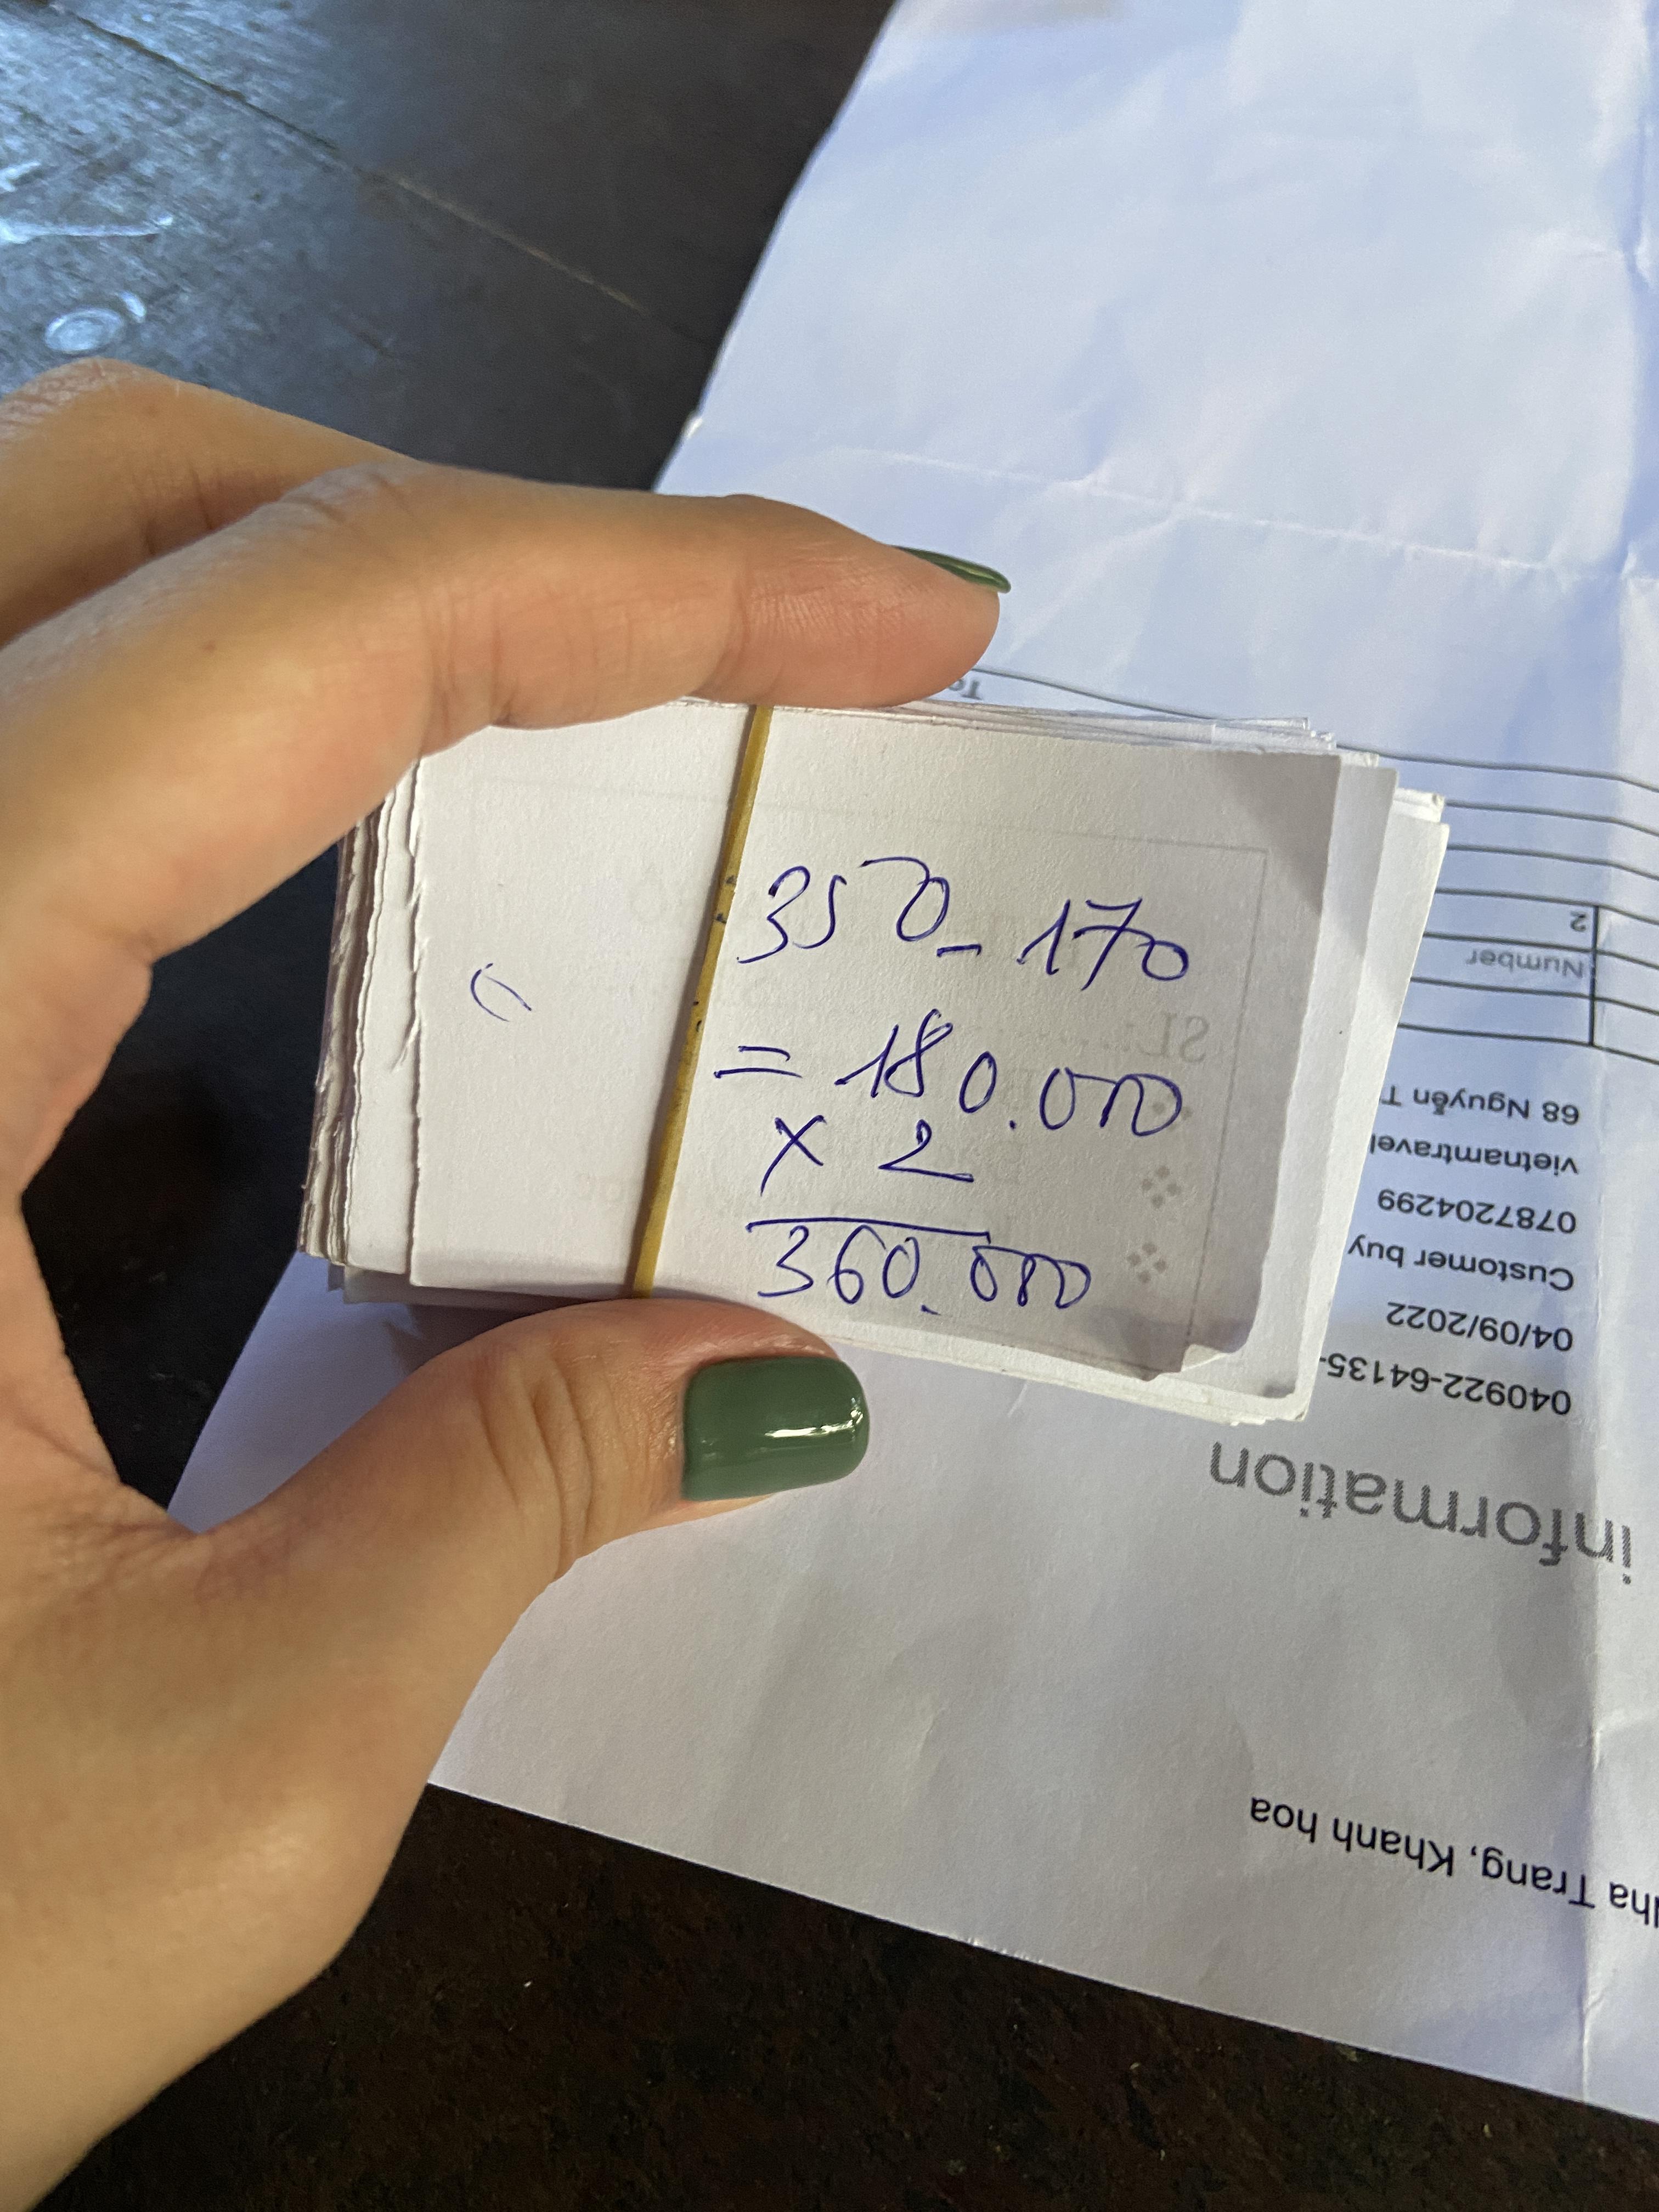 350 - 170
= 180.000
x 2
360.000
SL
Number
2
68 Nguyễn T
vietnamtravel
0787204299
Customer buy
04/09/2022
040922-64135-
information
Nha Trang, Khanh hoa